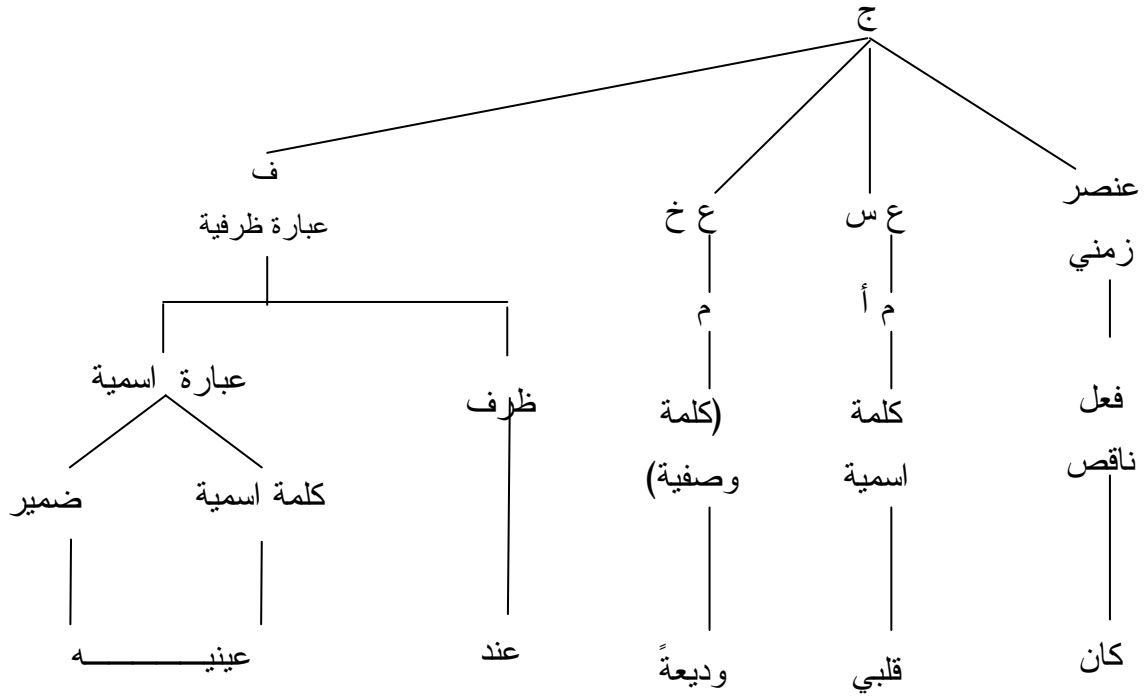 ج
عنصر
زمني
ع س
ع خ
ف
عبارة ظرفية
م أ
م
فعل
ناقص
كلمة
اسمية
(كلمة
وصفية)
ظرف
عبارة اسمية
كلمة اسمية
ضمير
كان
قلبي
وديعةً
عند
عينيـــــــه